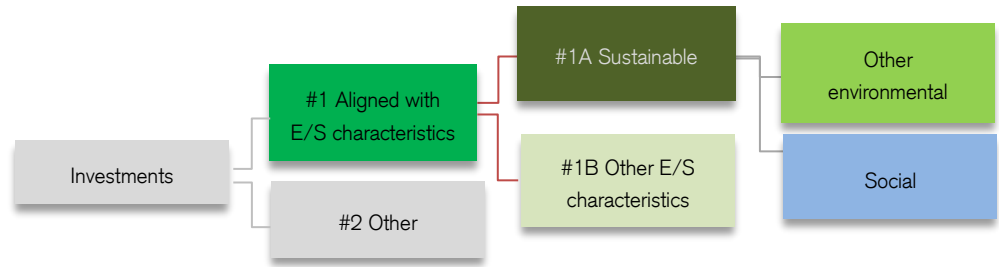 Investments
#1 Aligned with
E/S characteristics
#2 Other
#1A Sustainable
#1B Other E/S
characteristics
Other
environmental
Social